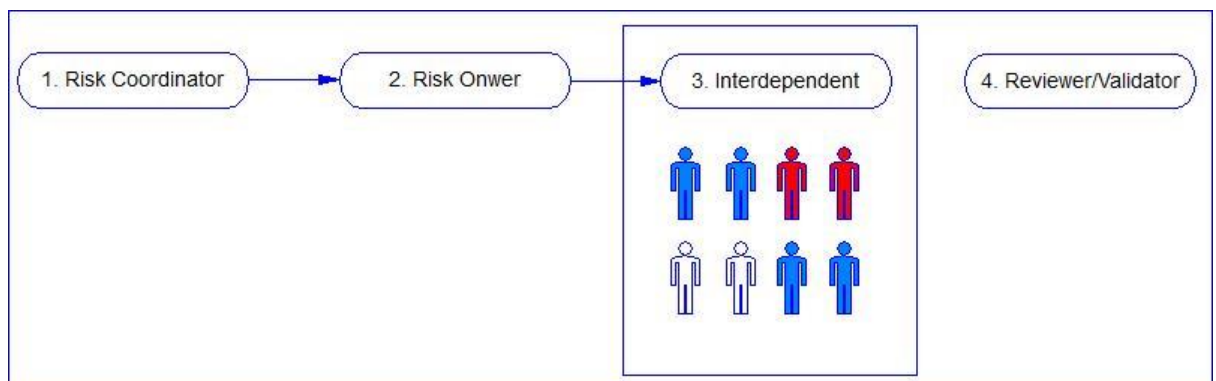 1. Risk Coordinator
2. Risk Onwer
3. Interdependent
4. Reviewer/Validator